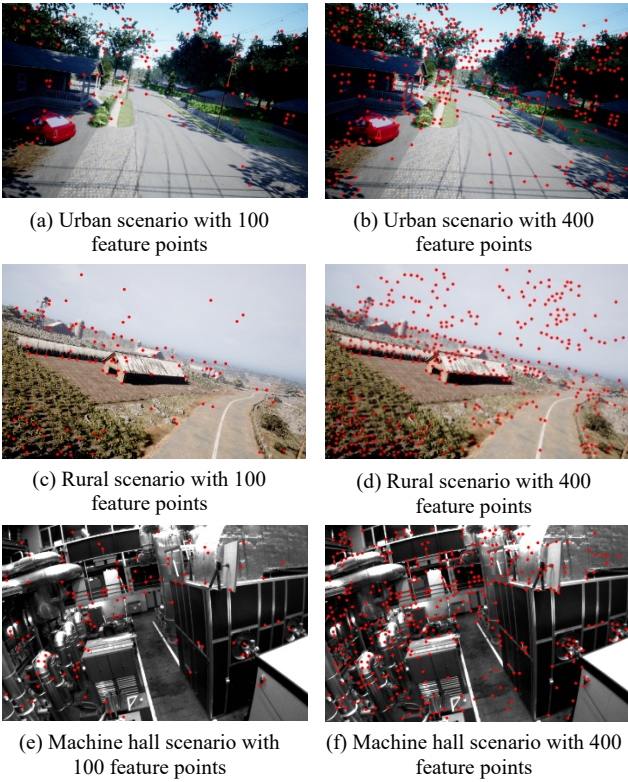 (a) Urban scenario with 100
feature points
(b) Urban scenario with 400
feature points
(c) Rural scenario with 100
feature points
(d) Rural scenario with 400
feature points
(e) Machine hall scenario with
100 feature points
(f) Machine hall scenario with 400
feature points